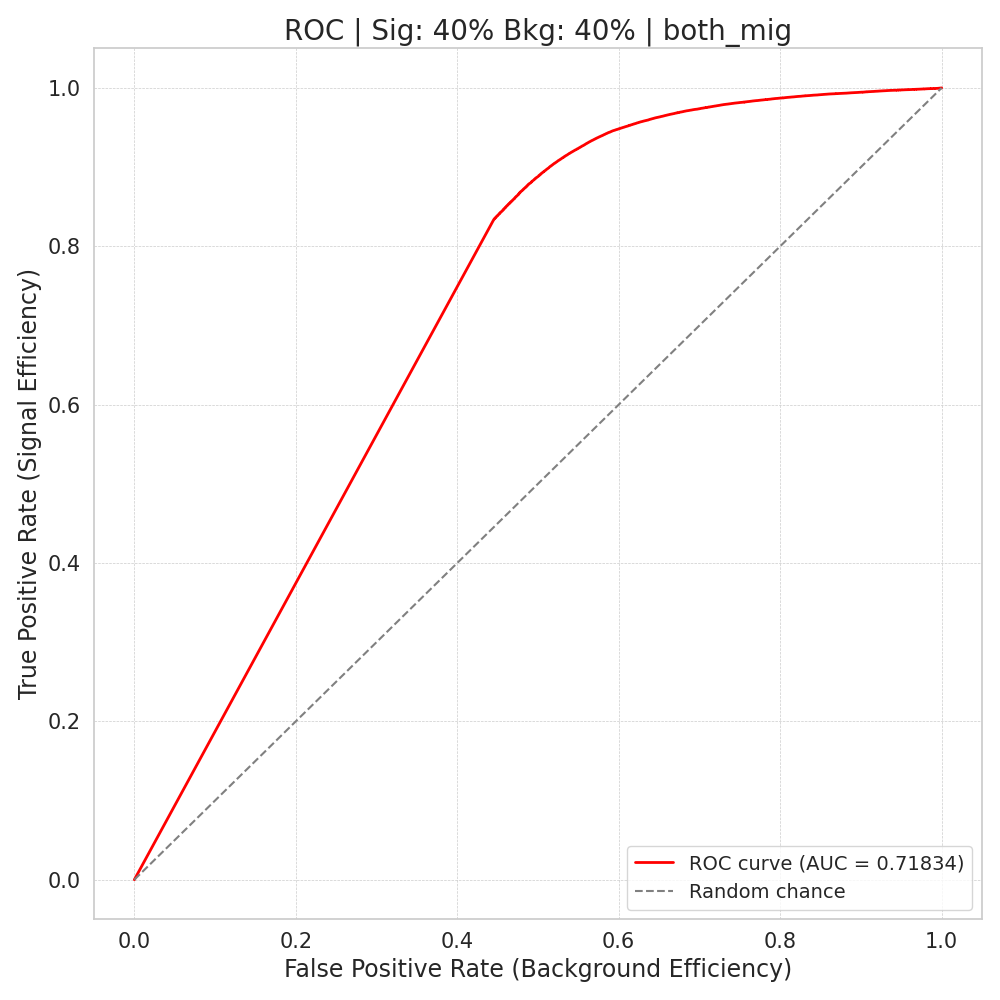 ROC | Sig: 40% Bkg: 40% | both_mig
True Positive Rate (Signal Efficiency)
1.0
0.8
0.6
0.4
0.2
0.0
ROC curve (AUC = 0.71834)
Random chance
0.0 0.2 0.4 0.6 0.8 1.0
False Positive Rate (Background Efficiency)